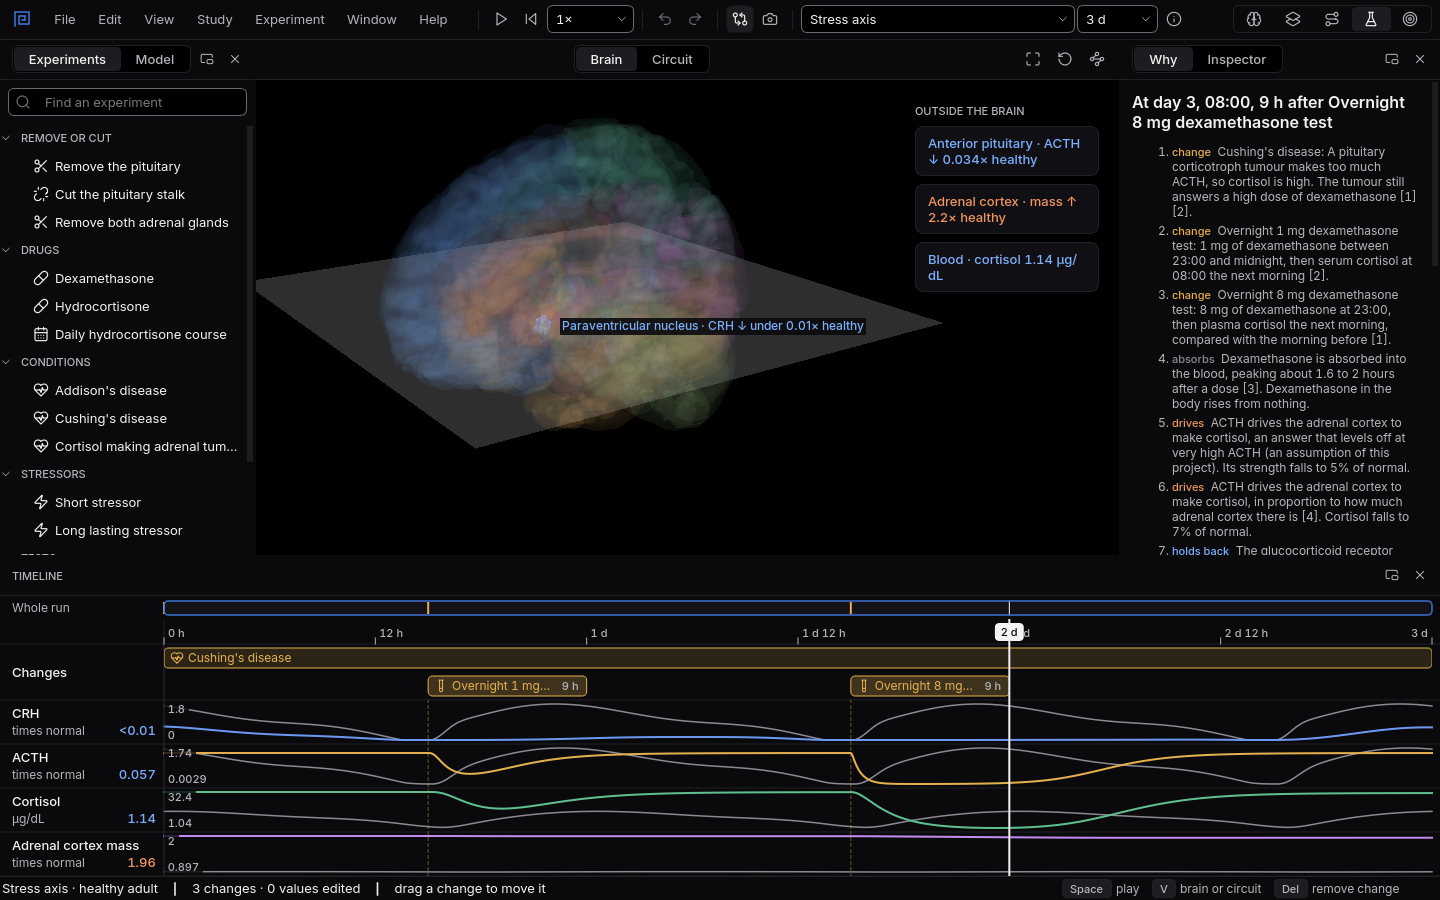 File Edit View Study Experiment Window Help
1×
Stress axis
3 d
Experiments Model
Brain Circuit
Why Inspector
Find an experiment
REMOVE OR CUT
Remove the pituitary
Cut the pituitary stalk
Remove both adrenal glands
DRUGS
Dexamethasone
Hydrocortisone
Daily hydrocortisone course
CONDITIONS
Addison's disease
Cushing's disease
Cortisol making adrenal tum...
STRESSORS
Short stressor
Long lasting stressor
OUTSIDE THE BRAIN
Anterior pituitary · ACTH
↓ 0.034× healthy
Adrenal cortex · mass ↑
2.2× healthy
Blood · cortisol 1.14 µg/
dL
Paraventricular nucleus · CRH ↓ under 0.01× healthy
At day 3, 08:00, 9 h after Overnight
8 mg dexamethasone test
1. change Cushing's disease: A pituitary
corticotroph tumour makes too much
ACTH, so cortisol is high. The tumour still
answers a high dose of dexamethasone [1]
[2].
2. change Overnight 1 mg dexamethasone
test: 1 mg of dexamethasone between
23:00 and midnight, then serum cortisol at
08:00 the next morning [2].
3. change Overnight 8 mg dexamethasone
test: 8 mg of dexamethasone at 23:00,
then plasma cortisol the next morning,
compared with the morning before [1].
4. absorbs Dexamethasone is absorbed into
the blood, peaking about 1.6 to 2 hours
after a dose [3]. Dexamethasone in the
body rises from nothing.
5. drives ACTH drives the adrenal cortex to
make cortisol, an answer that levels off at
very high ACTH (an assumption of this
project). Its strength falls to 5% of normal.
6. drives ACTH drives the adrenal cortex to
make cortisol, in proportion to how much
adrenal cortex there is [4]. Cortisol falls to
7% of normal.
7. holds back The glucocorticoid receptor
TIMELINE
Whole run
0 h 12 h 1 d 1 d 12 h 2 d d 2 d 12 h 3 d
Changes
Cushing's disease
Overnight 1 mg... 9 h
Overnight 8 mg... 9 h
CRH
times normal <0.01
1.8
0
ACTH
times normal 0.057
1.74
0.0029
Cortisol
µg/dL 1.14
32.4
1.04
Adrenal cortex mass
times normal 1.96
2
0.897
Stress axis · healthy adult | 3 changes · 0 values edited | drag a change to move it
Space play V brain or circuit Del remove change